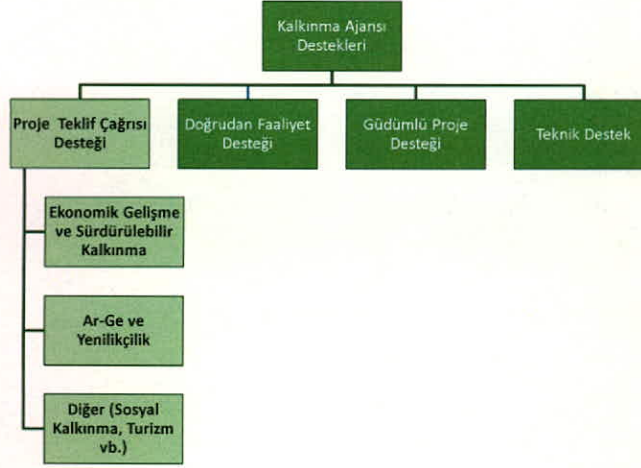 Kalkınma Ajansı
Destekleri
Proje Teklif Çağrısı
Desteği
Doğrudan Faaliyet
Desteği
Güdümlü Proje
Desteği
Teknik Destek
Ekonomik Gelişme
ve Sürdürülebilir
Kalkınma
Ar-Ge ve
Yenilikçilik
Diğer (Sosyal
Kalkınma, Turizm
vb.)